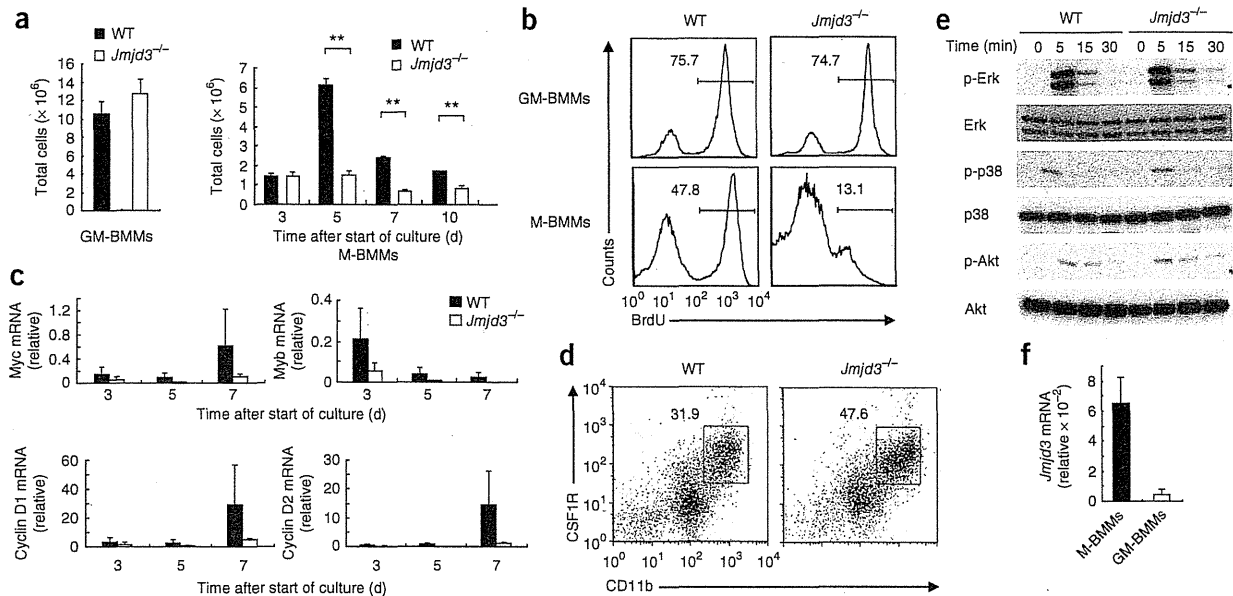 a
WT
Jmjd3–/–
Total cells (× 10⁶)
16
14
12
10
8
6
4
2
0
GM-BMMs
WT
Jmjd3–/–
Total cells (× 10⁶)
7
6
5
4
3
2
1
0
**
**
**
3 5 7 10
Time after start of culture (d)
M-BMMs
b
WT Jmjd3–/–
GM-BMMs
75.7
74.7
M-BMMs
47.8
13.1
Counts
10⁰ 10¹ 10² 10³ 10⁴
BrdU
c
Myc mRNA
(relative)
1.2
0.8
0.4
0
3 5 7
Myb mRNA
(relative)
0.4
0.2
0
3 5 7
WT
Jmjd3–/–
Time after start of culture (d)
Cyclin D1 mRNA
(relative)
60
40
20
0
3 5 7
Cyclin D2 mRNA
(relative)
30
20
10
0
3 5 7
Time after start of culture (d)
d
WT Jmjd3–/–
CSF1R
10⁴
10³
10²
10¹
10⁰
31.9
47.6
10⁰ 10¹ 10² 10³ 10⁴
CD11b
e
WT Jmjd3–/–
Time (min) 0 5 15 30 0 5 15 30
p-Erk
Erk
p-p38
p38
p-Akt
Akt
f
Jmjd3 mRNA
(relative × 10⁻²)
8
6
4
2
0
M-BMMs
GM-BMMs